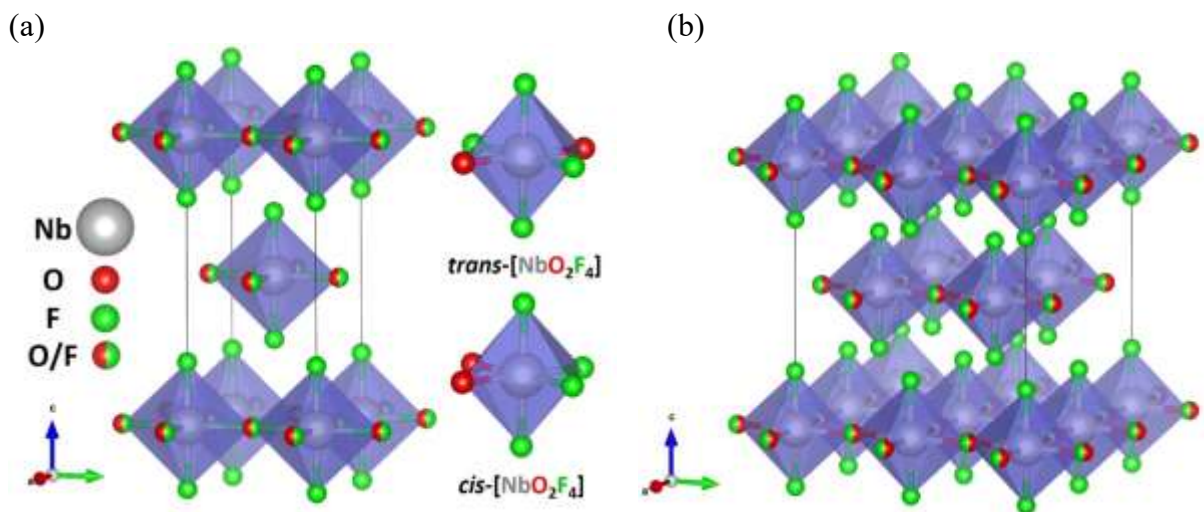 (a)
(b)
Nb
O
F
O/F
trans-[NbO₂F₄]
cis-[NbO₂F₄]
c